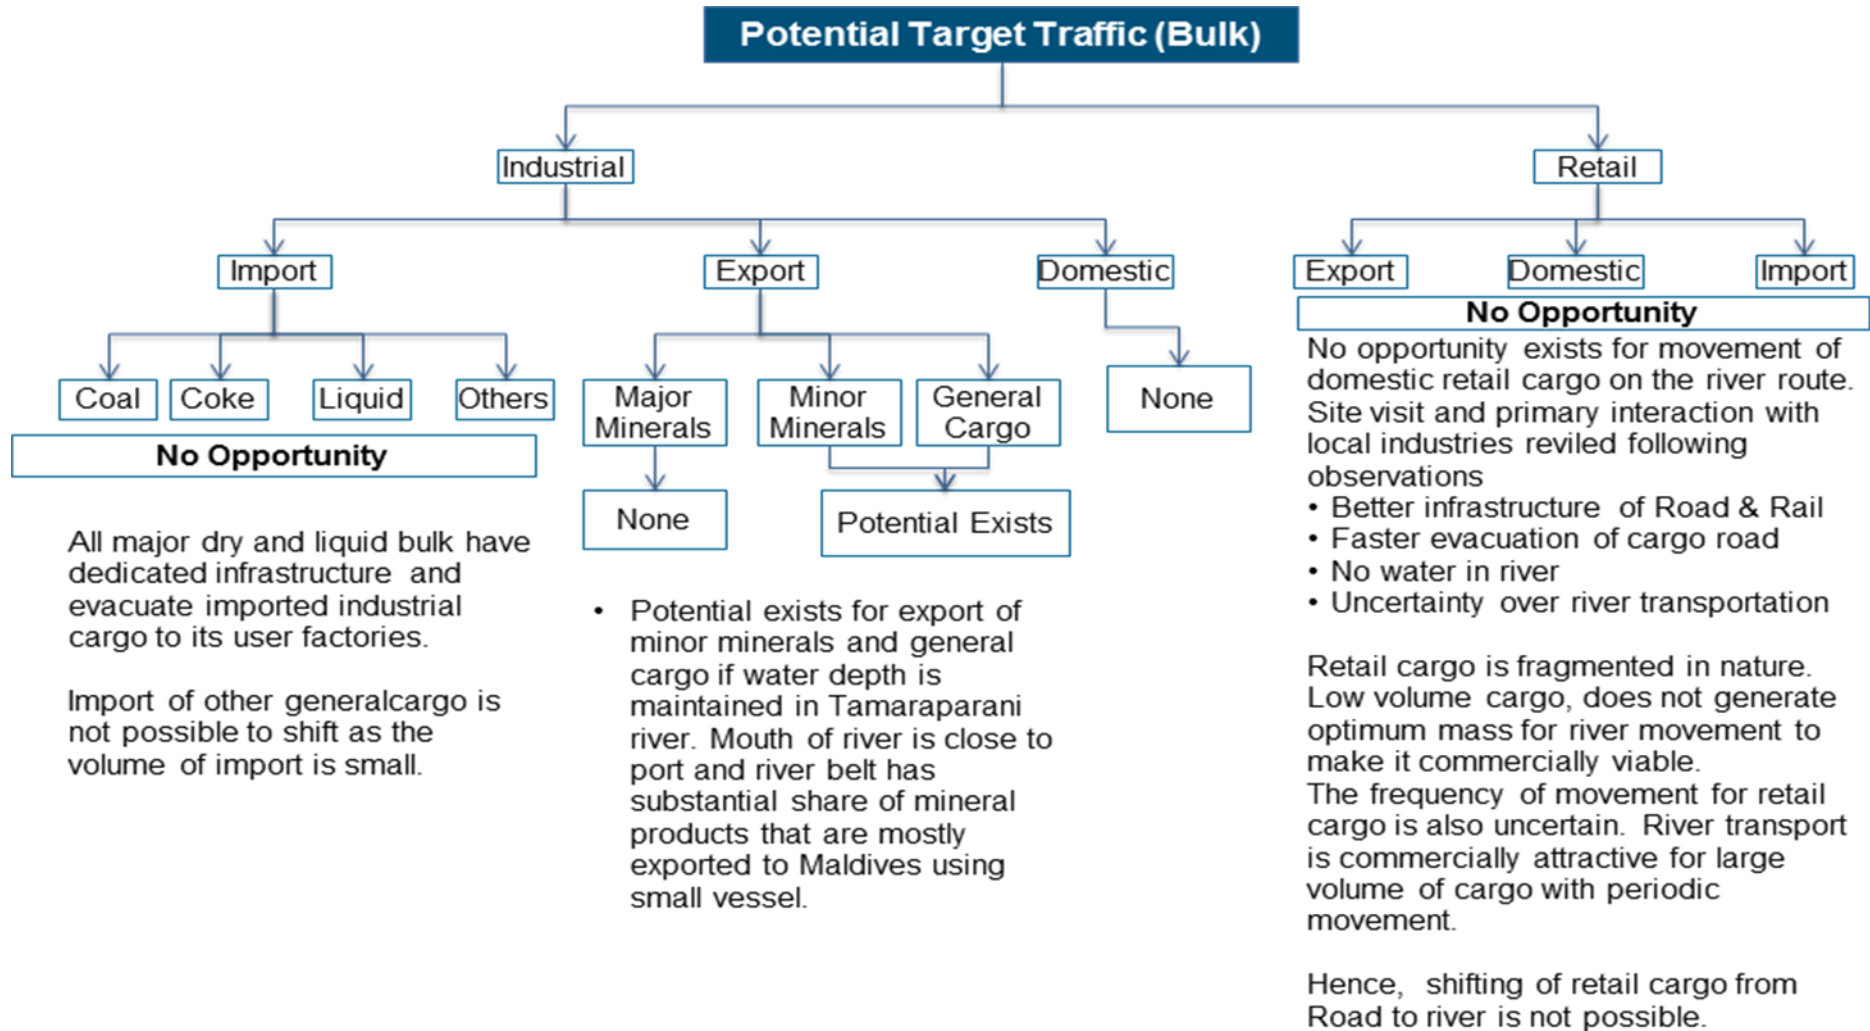 Potential Target Traffic (Bulk)
Industrial
Retail
Import
Export
Domestic
Export
Domestic
Import
Coal
Coke
Liquid
Others
No Opportunity
All major dry and liquid bulk have
dedicated infrastructure and
evacuate imported industrial
cargo to its user factories.
Import of other generalcargo is
not possible to shift as the
volume of import is small.
Major
Minerals
Minor
Minerals
General
Cargo
None
None
Potential Exists
• Potential exists for export of
minor minerals and general
cargo if water depth is
maintained in Tamaraparani
river. Mouth of river is close to
port and river belt has
substantial share of mineral
products that are mostly
exported to Maldives using
small vessel.
No Opportunity
No opportunity exists for movement of
domestic retail cargo on the river route.
Site visit and primary interaction with
local industries reviled following
observations
• Better infrastructure of Road & Rail
• Faster evacuation of cargo road
• No water in river
• Uncertainty over river transportation
Retail cargo is fragmented in nature.
Low volume cargo, does not generate
optimum mass for river movement to
make it commercially viable.
The frequency of movement for retail
cargo is also uncertain. River transport
is commercially attractive for large
volume of cargo with periodic
movement.
Hence, shifting of retail cargo from
Road to river is not possible.